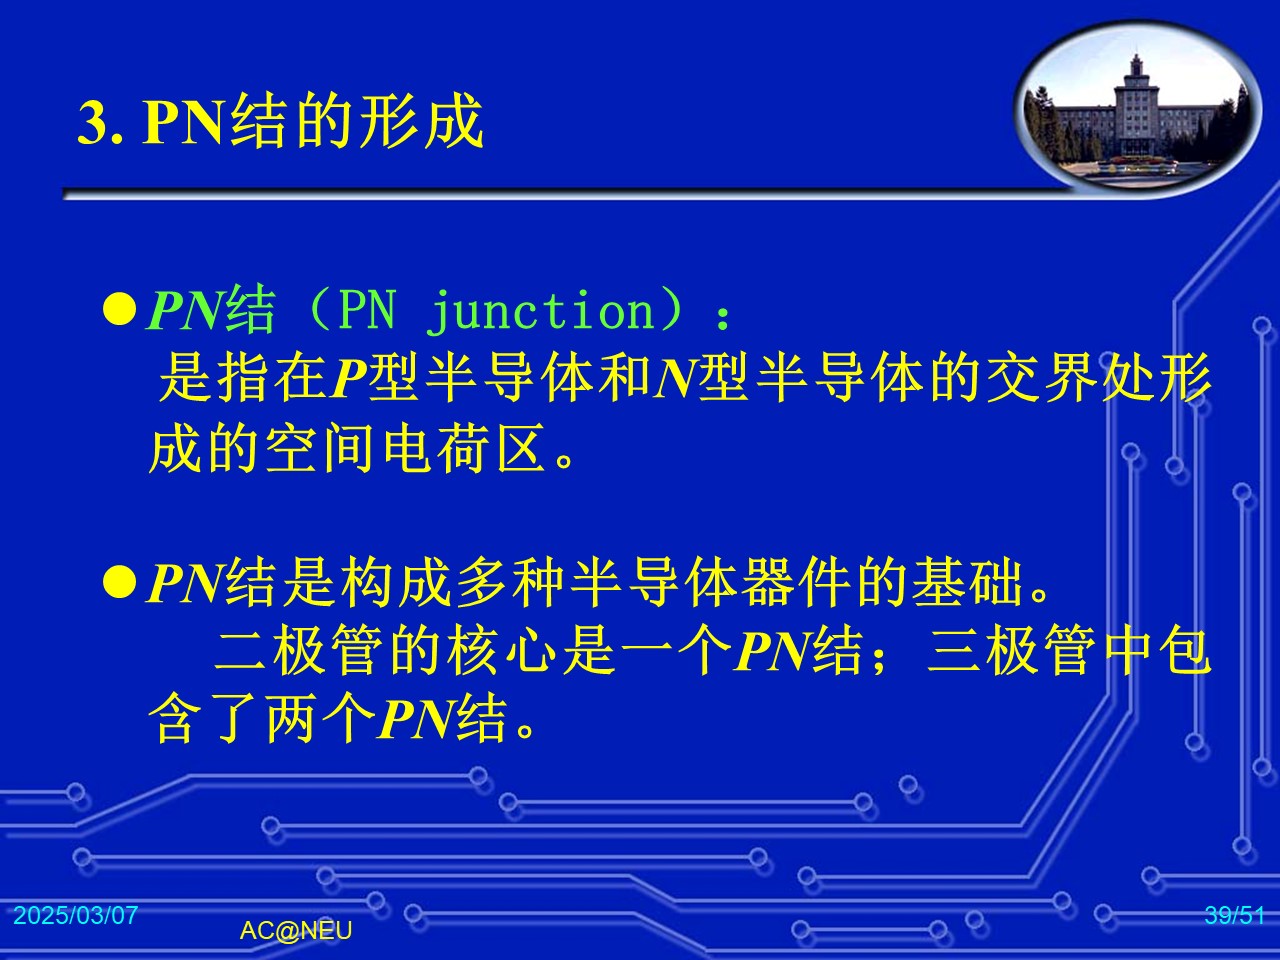 3. PN结的形成
PN结（PN junction）：
是指在P型半导体和N型半导体的交界处形
成的空间电荷区。
PN结是构成多种半导体器件的基础。
二极管的核心是一个PN结；三极管中包
含了两个PN结。
2025/03/07
AC@NEU
39/51